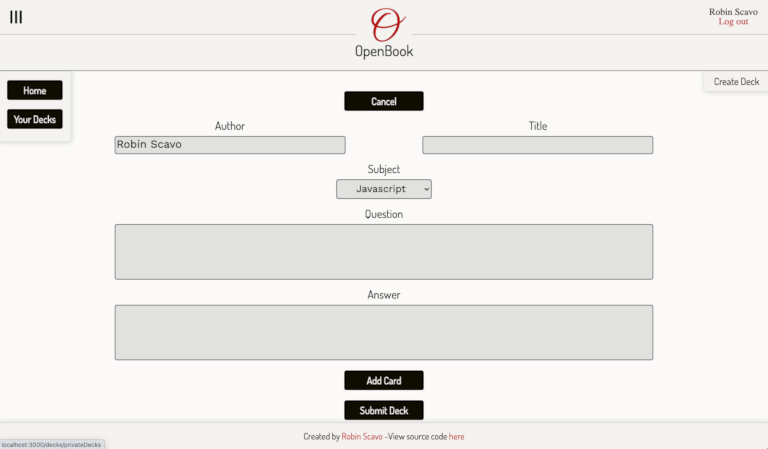 Robin Scavo
Log out
O
OpenBook
Home
Your Decks
Create Deck
Cancel
Author
Title
Robin Scavo
Subject
Javascript
Question
Answer
Add Card
Submit Deck
Created by Robin Scavo -View source code here
localhost:3000/decks/privateDecks